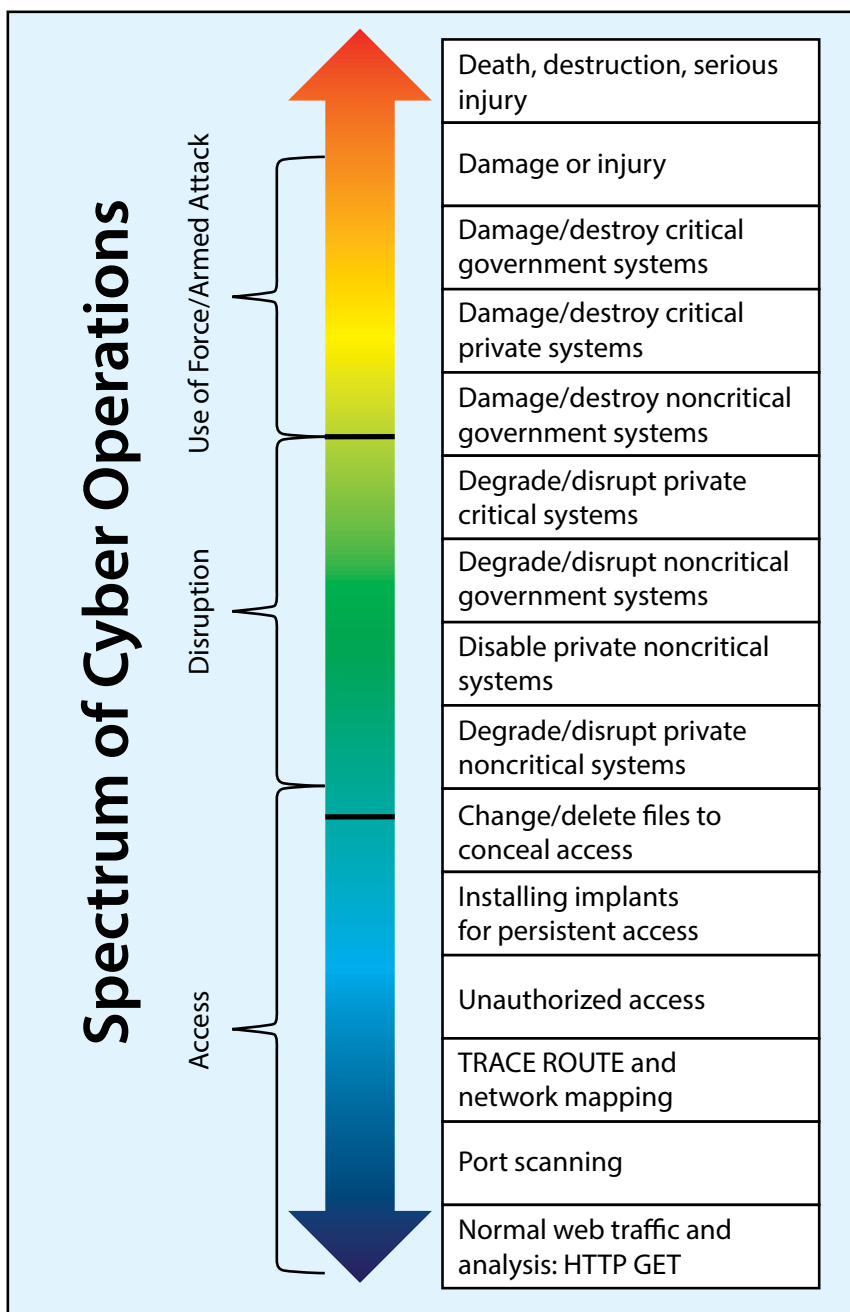 Spectrum of Cyber Operations
Use of Force/Armed Attack
Disruption
Access
Death, destruction, serious
injury
Damage or injury
Damage/destroy critical
government systems
Damage/destroy critical
private systems
Damage/destroy noncritical
government systems
Degrade/disrupt private
critical systems
Degrade/disrupt noncritical
government systems
Disable private noncritical
systems
Degrade/disrupt private
noncritical systems
Change/delete files to
conceal access
Installing implants
for persistent access
Unauthorized access
TRACE ROUTE and
network mapping
Port scanning
Normal web traffic and
analysis: HTTP GET